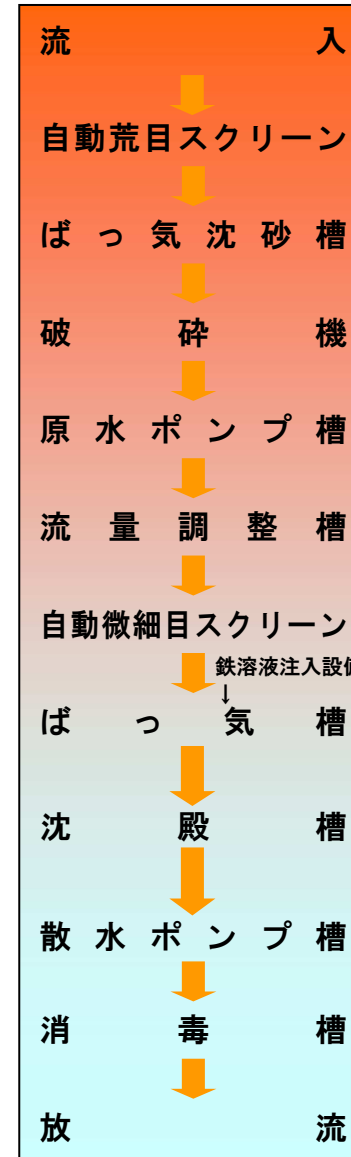 流入
自動荒目スクリーン
ばっ気沈砂槽
破砕機
原水ポンプ槽
流量調整槽
自動微細目スクリーン
鉄溶液注入設備
↓
ばっ気槽
沈殿槽
散水ポンプ槽
消毒槽
放流